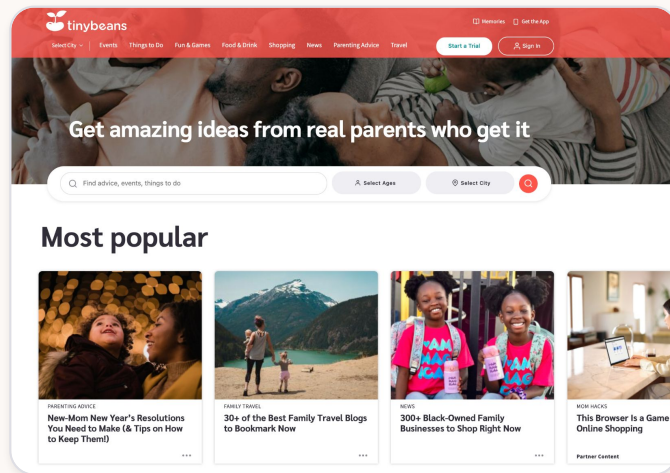 tinybeans
Memories
Get the App
Select City
Events
Things to Do
Fun & Games
Food & Drink
Shopping
News
Parenting Advice
Travel
Start a Trial
Sign in
Get amazing ideas from real parents who get it
Find advice, events, things to do
Select Ages
Select City
Most popular
PARENTING ADVICE
New-Mom New Year's Resolutions
You Need to Make (& Tips on How
to Keep Them!)
FAMILY TRAVEL
30+ of the Best Family Travel Blogs
to Bookmark Now
NEWS
300+ Black-Owned Family
Businesses to Shop Right Now
MOM HACKS
This Browser Is a Game
Online Shopping
Partner Content